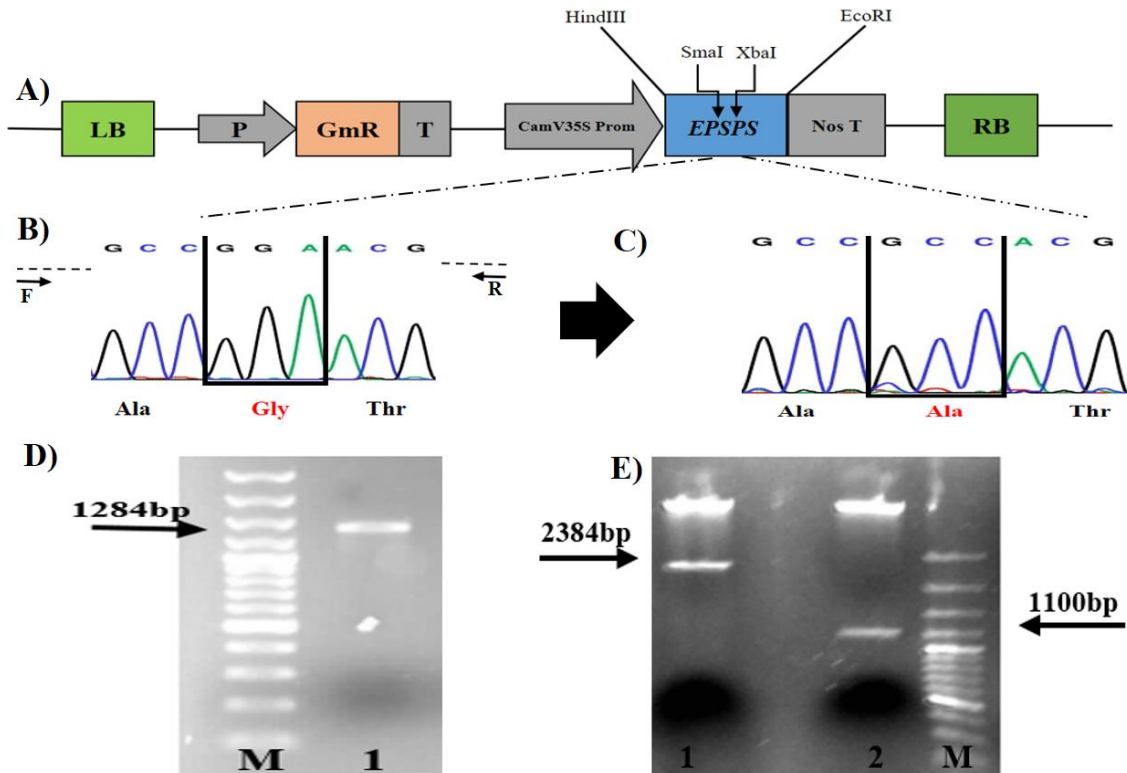 HindIII EcoRI
SmaI XbaI
A)
LB P GmR T CamV35S Prom EPSPS Nos T RB
B)
G C C G G A A C G
F R
Ala Gly Thr
C)
G C C G C C A C G
Ala Ala Thr
D)
1284bp
M 1
E)
2384bp
1100bp
1 2 M